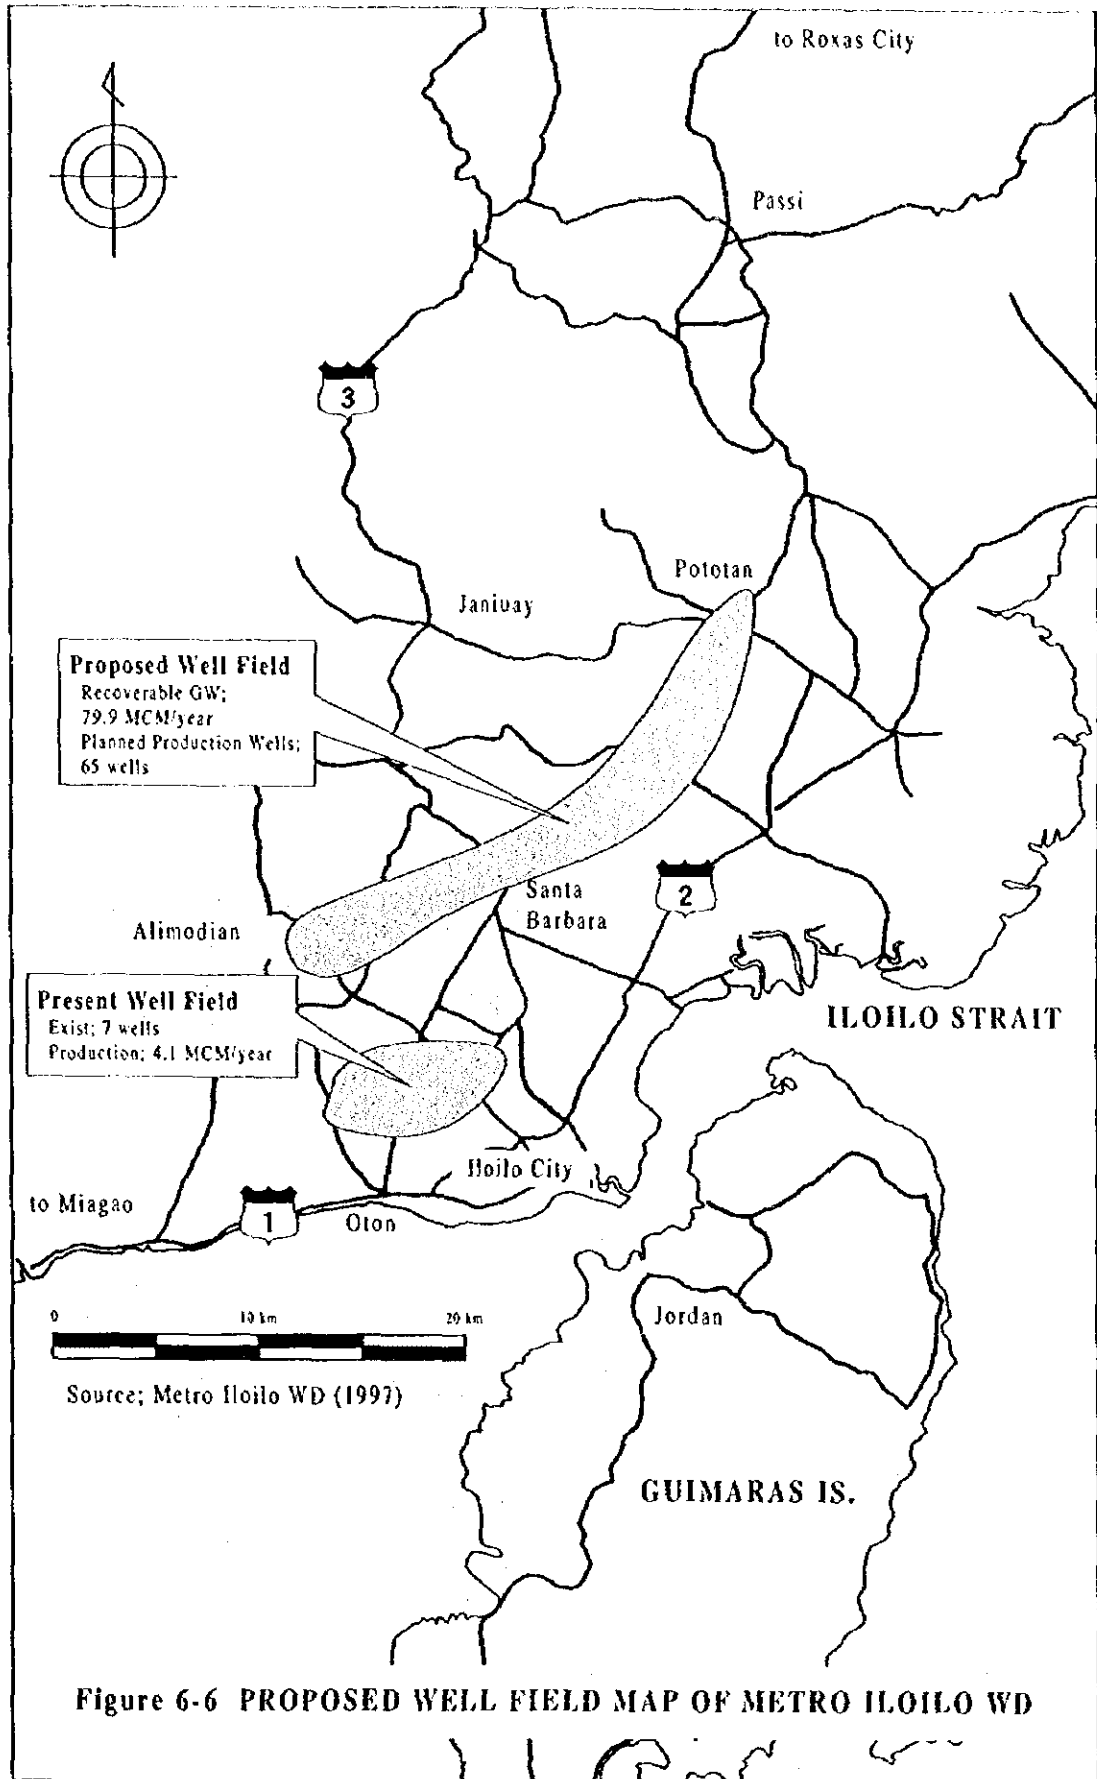 to Roxas City
Passi
3
Pototan
Janiuay
Proposed Well Field
Recoverable GW;
79.9 MCM/year
Planned Production Wells;
65 wells
Santa
Barbara
2
Alimodian
Present Well Field
Exist; 7 wells
Production; 4.1 MCM/year
ILOILO STRAIT
Iloilo City
to Miagao
1
Oton
0 10 km 20 km
Jordan
Source; Metro Iloilo WD (1997)
GUIMARAS IS.
Figure 6-6 PROPOSED WELL FIELD MAP OF METRO ILOILO WD